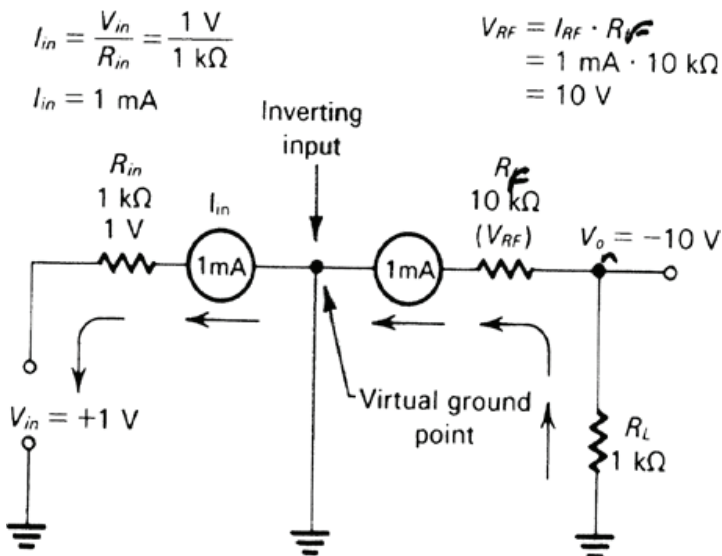 I_in = V_in / R_in = 1 V / 1 kΩ
I_in = 1 mA
V_RF = I_RF · R_F
= 1 mA · 10 kΩ
= 10 V
Inverting
input
R_in
1 kΩ
1 V
I_in
1mA
1mA
R_F
10 kΩ
(V_RF)
V_o = −10 V
V_in = +1 V
Virtual ground
point
R_L
1 kΩ